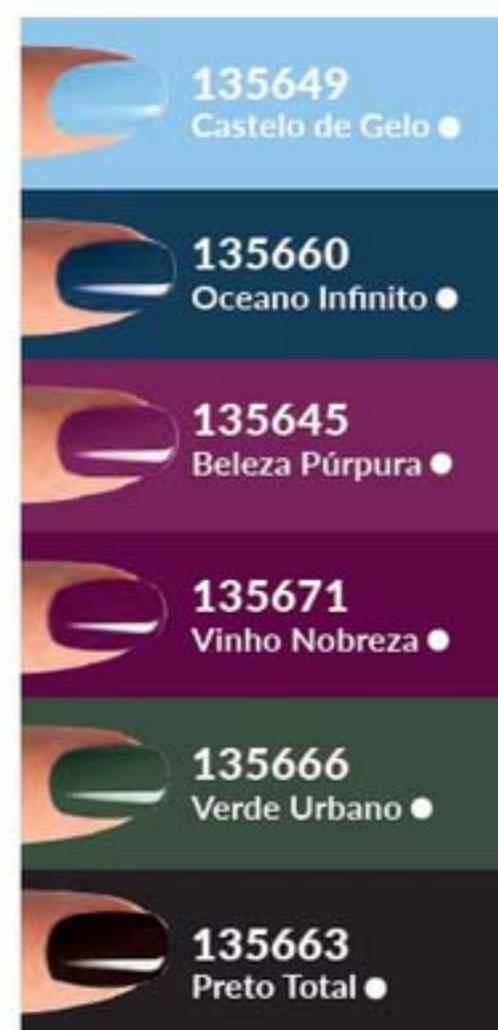 135649
Castelo de Gelo
135660
Oceano Infinito
135645
Beleza Púrpura
135671
Vinho Nobreza
135666
Verde Urbano
135663
Preto Total